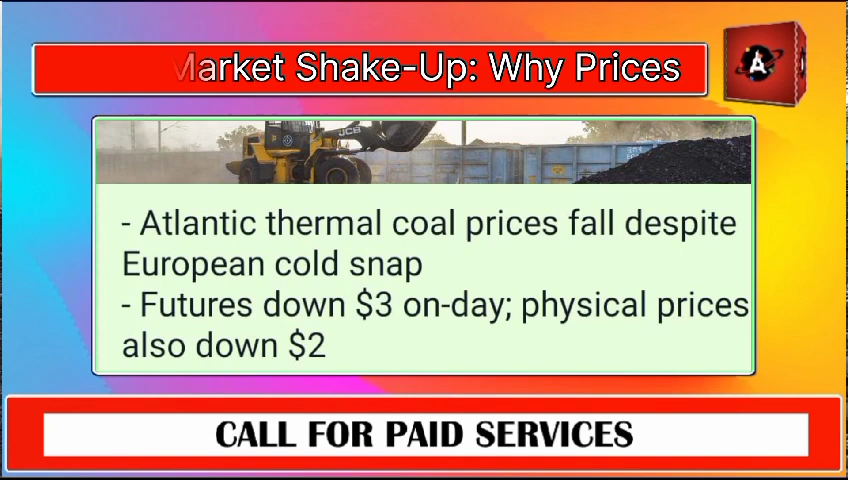 Market Shake-Up: Why Prices
JCB
- Atlantic thermal coal prices fall despite
European cold snap
- Futures down $3 on-day; physical prices
also down $2
CALL FOR PAID SERVICES